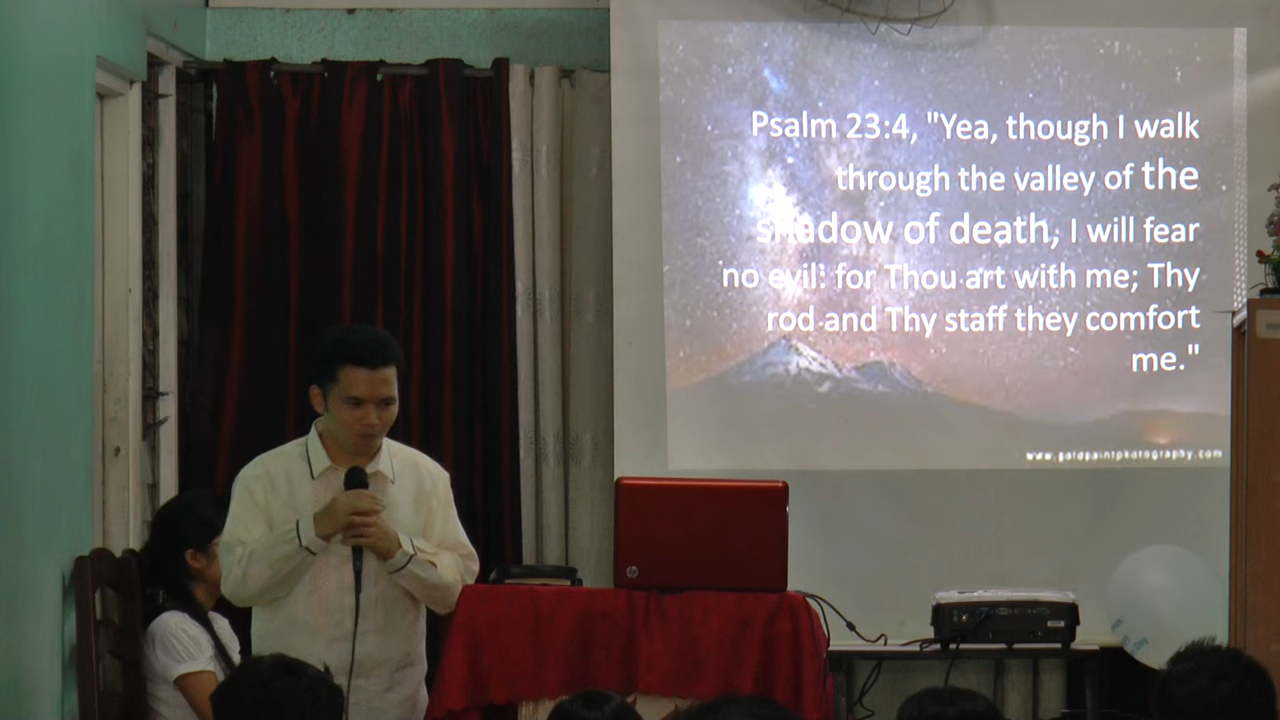 Psalm 23:4, "Yea, though I walk
through the valley of the
shadow of death, I will fear
no evil: for Thou art with me; Thy
rod and Thy staff they comfort
me."
www.goldpaintphotography.com
hp